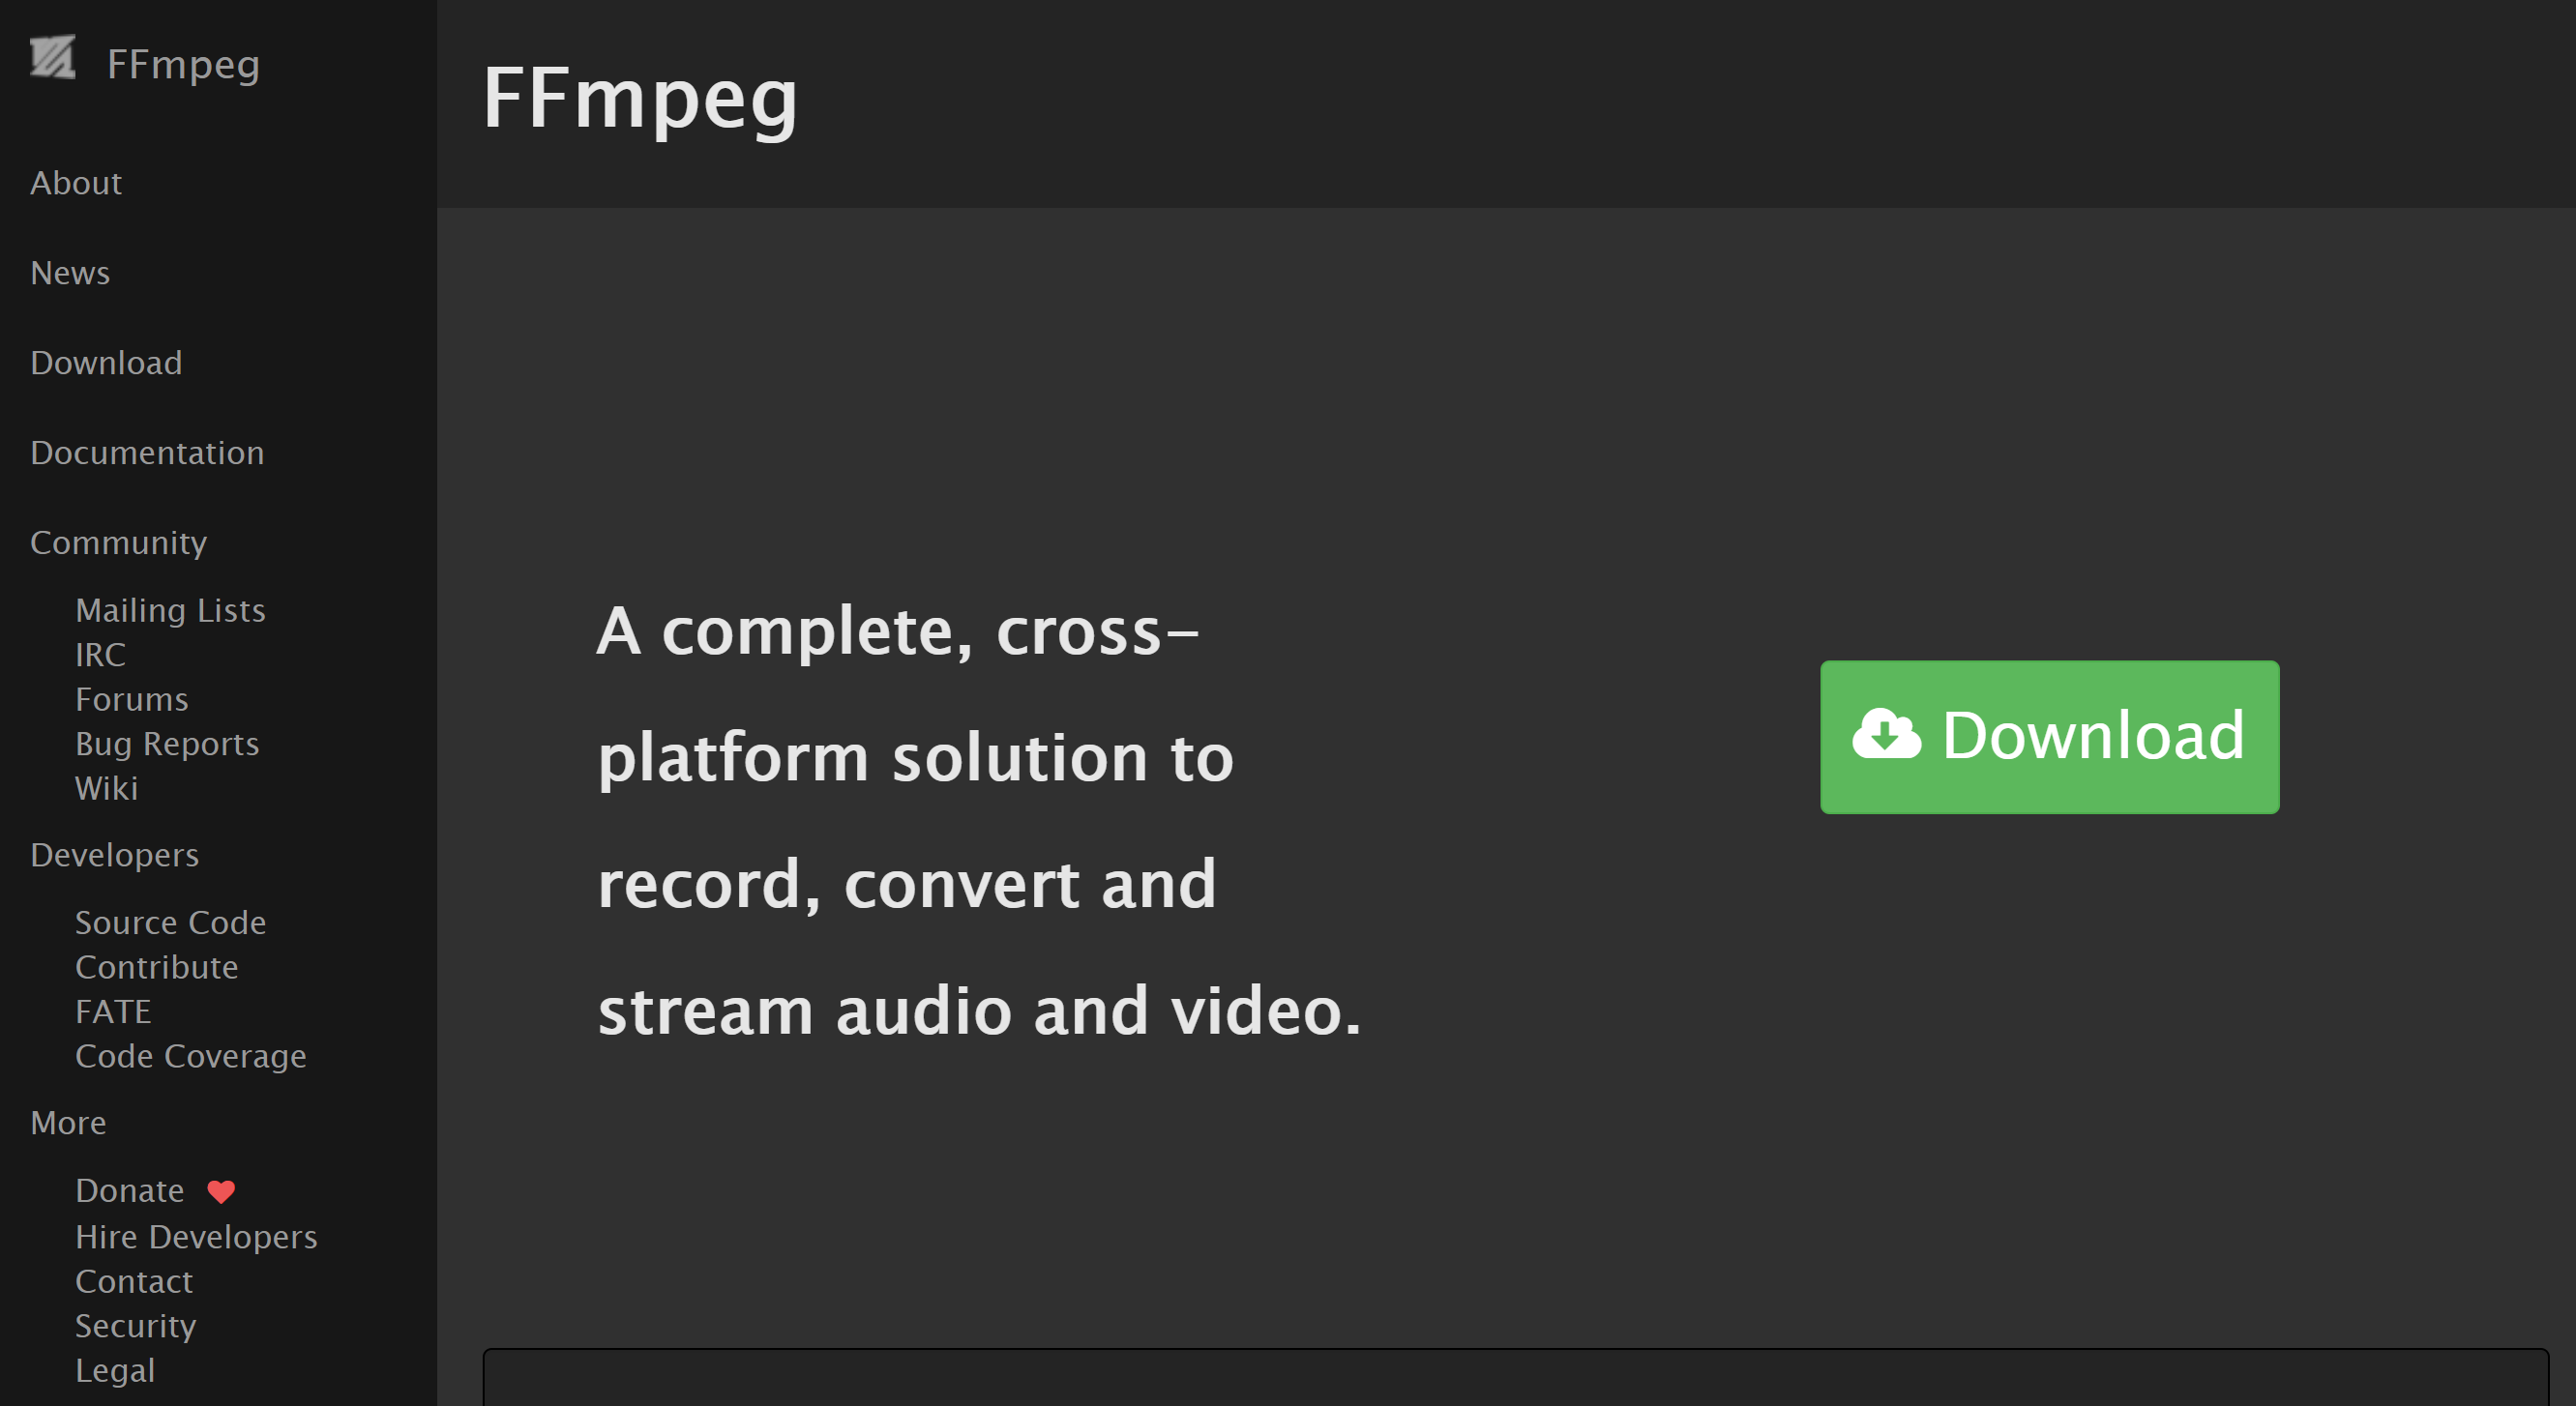 FFmpeg
About
News
Download
Documentation
Community
Mailing Lists
IRC
Forums
Bug Reports
Wiki
Developers
Source Code
Contribute
FATE
Code Coverage
More
Donate
Hire Developers
Contact
Security
Legal
FFmpeg
A complete, cross-
platform solution to
record, convert and
stream audio and video.
Download